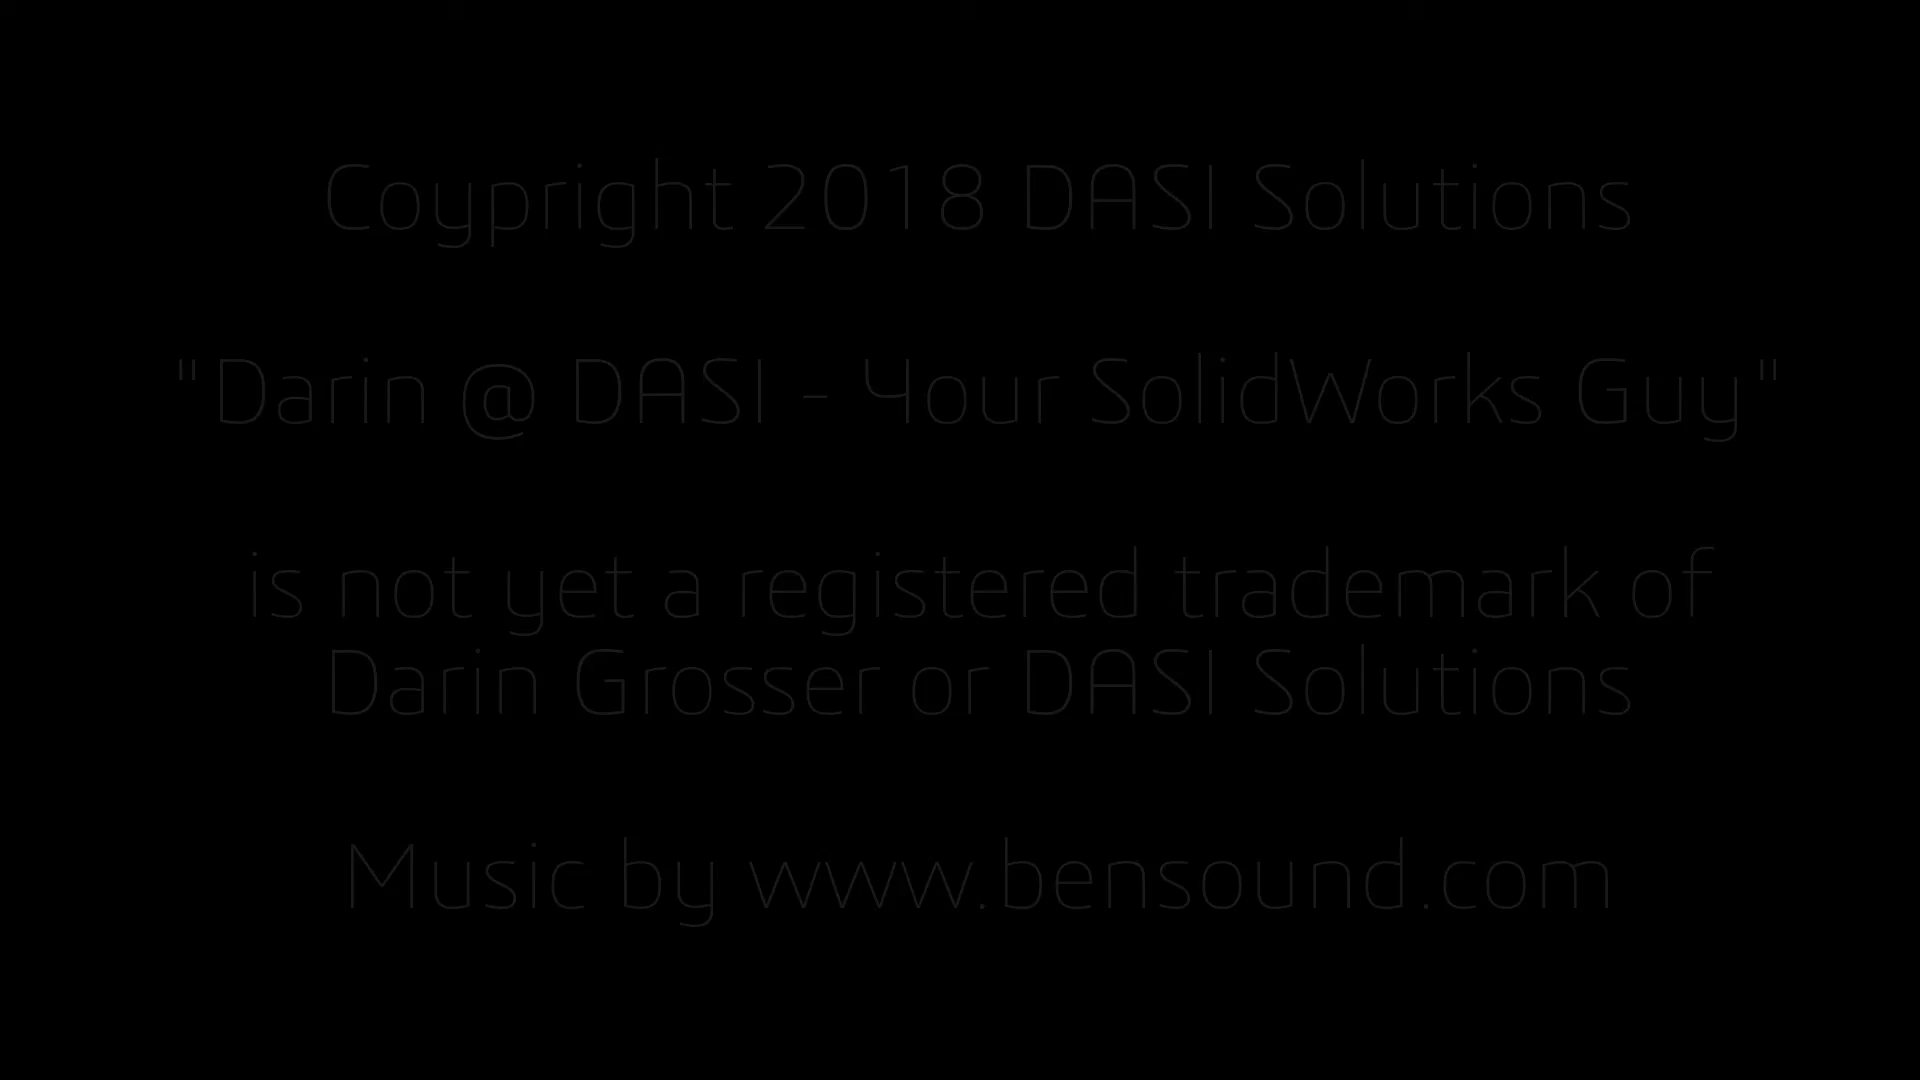 Coypright 2018 DASI Solutions
"Darin @ DASI - Your SolidWorks Guy"
is not yet a registered trademark of
Darin Grosser or DASI Solutions
Music by www.bensound.com